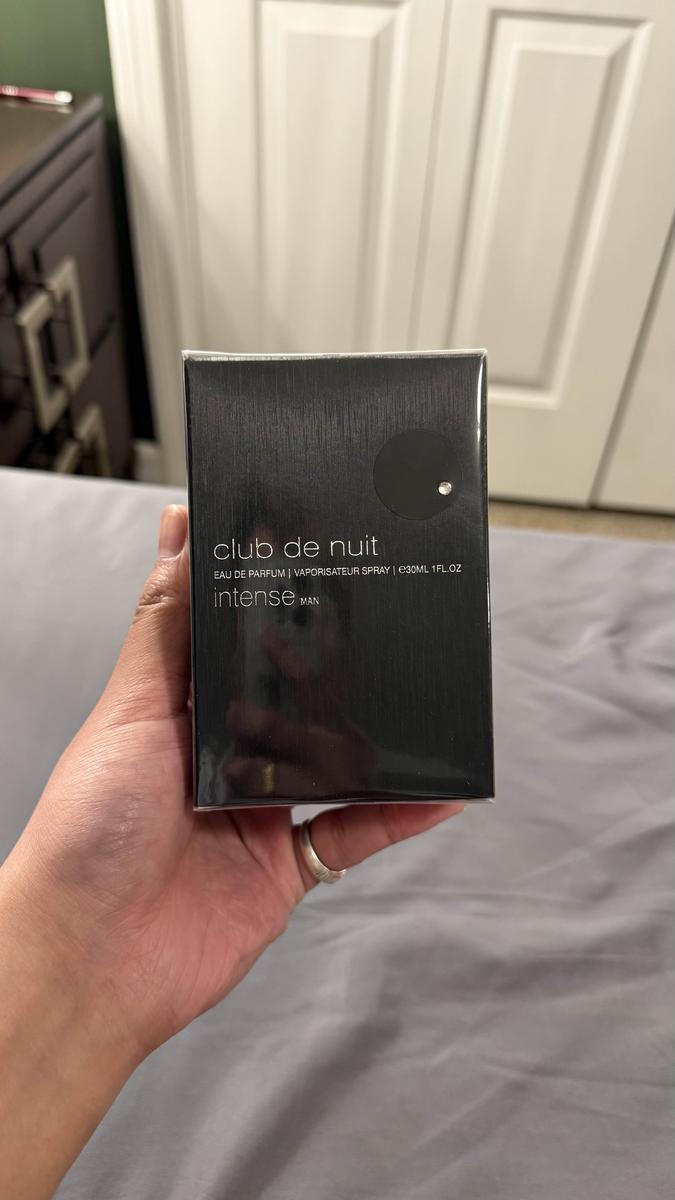 club de nuit
EAU DE PARFUM | VAPORISATEUR SPRAY | ℮30ML 1FL.OZ
intense MAN